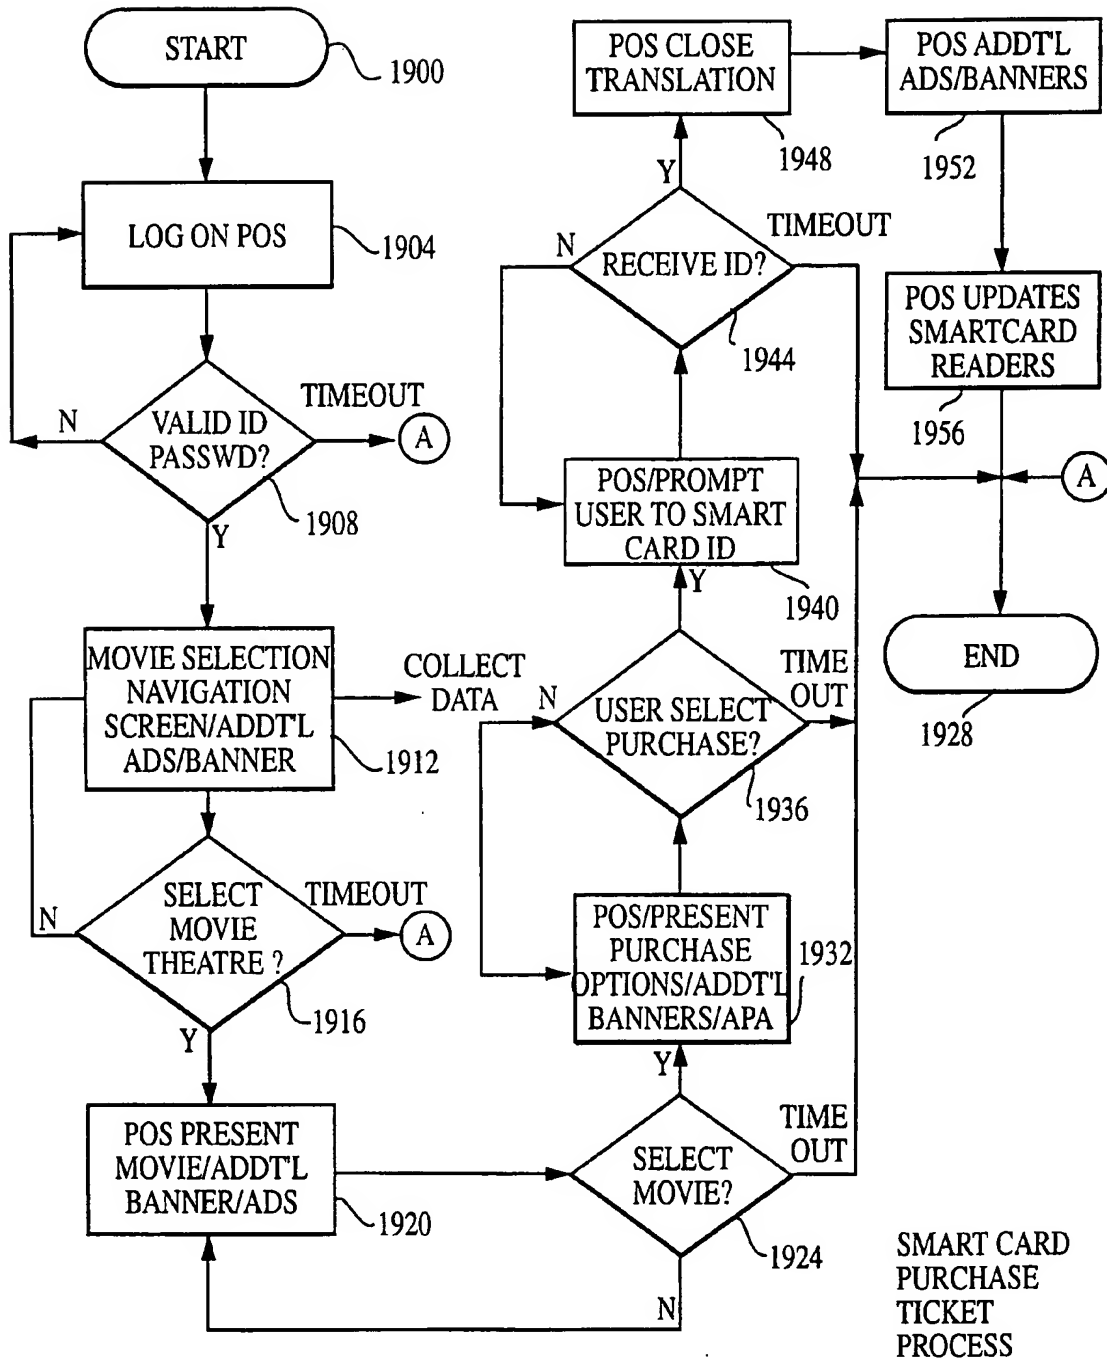 START
1900
LOG ON POS
1904
VALID ID
PASSWD?
N
TIMEOUT
A
1908
Y
MOVIE SELECTION
NAVIGATION
SCREEN/ADDT'L
ADS/BANNER
COLLECT
DATA
1912
SELECT
MOVIE
THEATRE ?
N
TIMEOUT
A
1916
Y
POS PRESENT
MOVIE/ADDT'L
BANNER/ADS
1920
SELECT
MOVIE?
TIME
OUT
1924
N
Y
POS/PRESENT
PURCHASE
OPTIONS/ADDT'L
BANNERS/APA
1932
USER SELECT
PURCHASE?
N
TIME
OUT
1936
Y
POS/PROMPT
USER TO SMART
CARD ID
1940
RECEIVE ID?
N
TIMEOUT
1944
Y
POS CLOSE
TRANSLATION
1948
POS ADDT'L
ADS/BANNERS
1952
POS UPDATES
SMARTCARD
READERS
1956
A
END
1928
SMART CARD
PURCHASE
TICKET
PROCESS